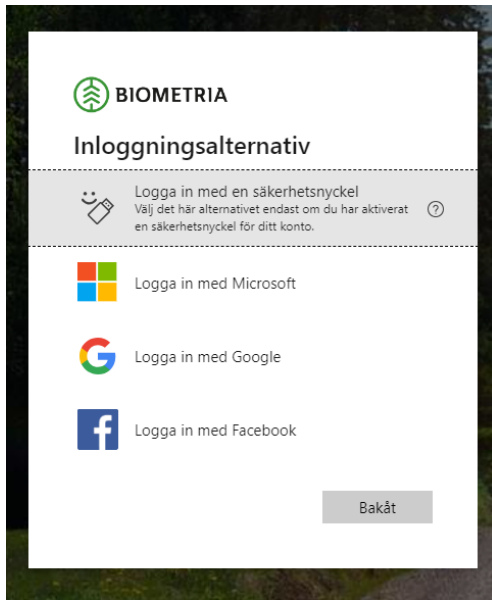 BIOMETRIA
Inloggningsalternativ
Logga in med en säkerhetsnyckel
Välj det här alternativet endast om du har aktiverat
en säkerhetsnyckel för ditt konto.
?
Logga in med Microsoft
Logga in med Google
Logga in med Facebook
Bakåt